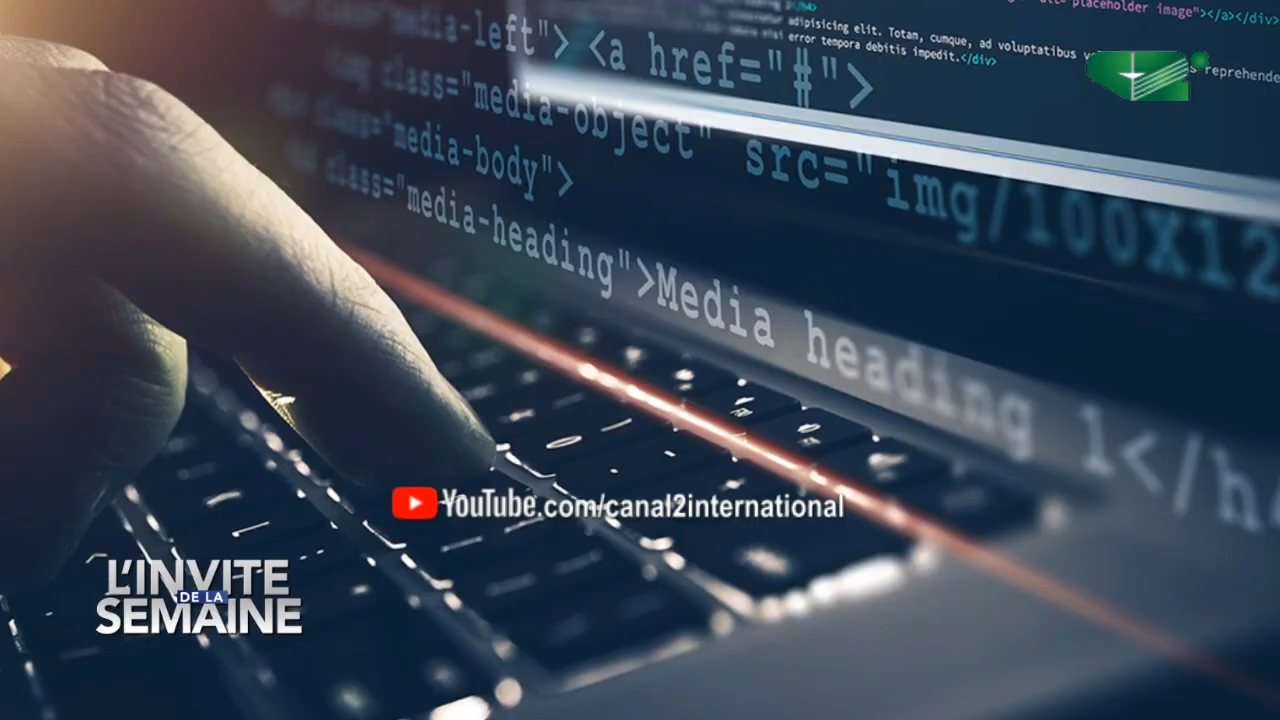 adipisicing elit. Totam, cumque, ad voluptatibus
error tempora debitis impedit.</div>
placeholder image"></a></div>
reprehende
class="media-left"> <a href="#">
class="media-object" src="img/100X12
class="media-body">
class="media-heading">Media heading 1</h
YouTube.com/canal2international
L'INVITE
DE LA
SEMAINE